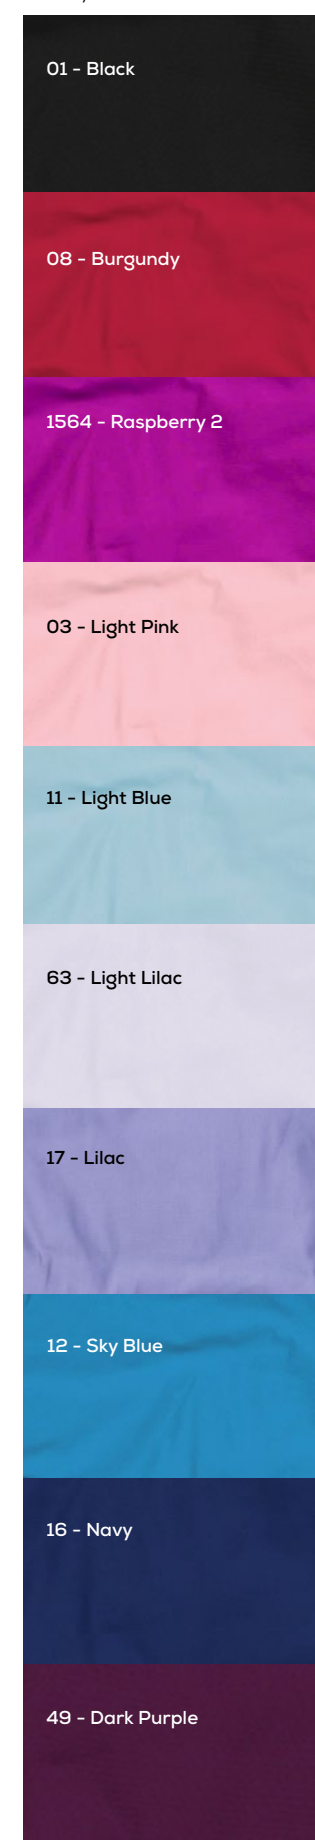 01 - Black
08 - Burgundy
1564 - Raspberry 2
03 - Light Pink
11 - Light Blue
63 - Light Lilac
17 - Lilac
12 - Sky Blue
16 - Navy
49 - Dark Purple